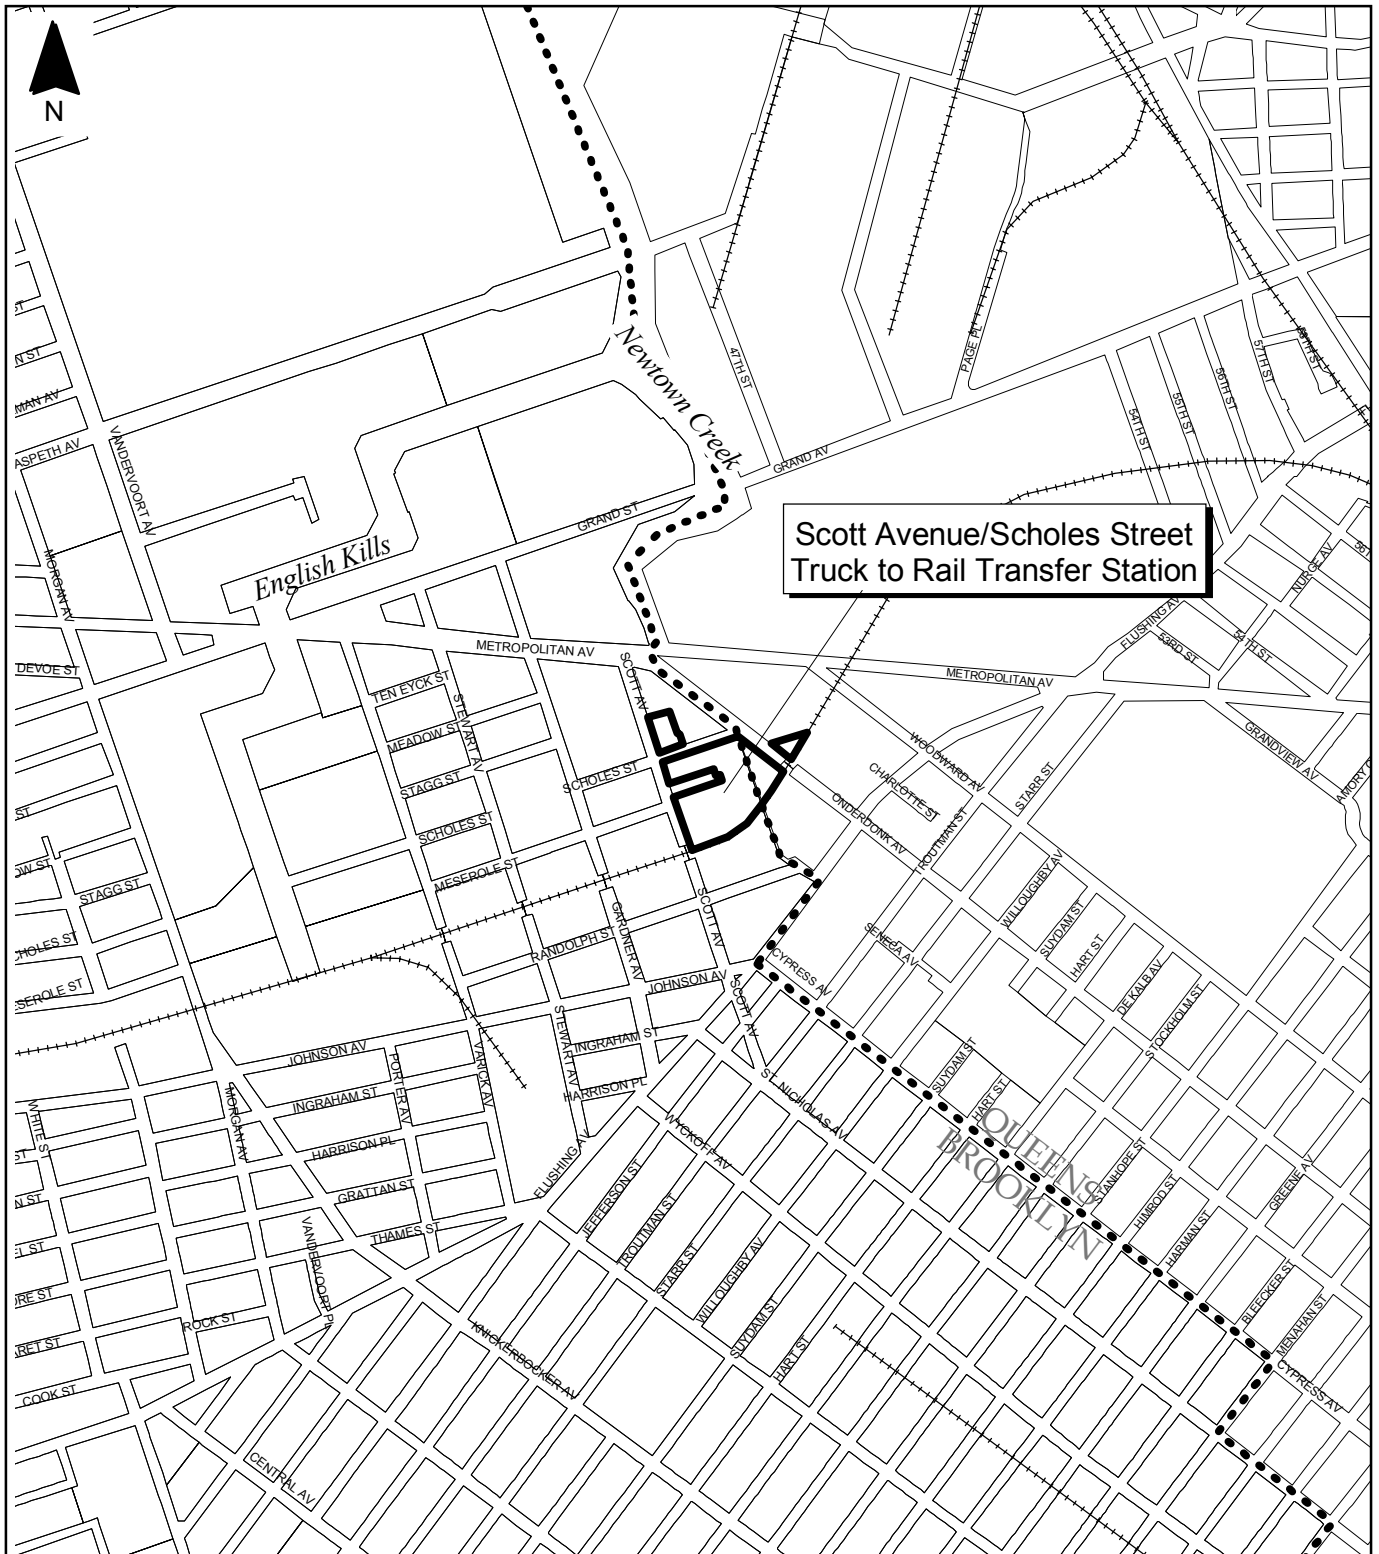 N
Newtown Creek
47TH ST
PAGE PL
54TH ST
55TH ST
56TH ST
57TH ST
58TH ST
GRAND AV
MAN AV
ASPETH AV
VANDERVOORT AV
GRAND ST
English Kills
Scott Avenue/Scholes Street
Truck to Rail Transfer Station
NURGE AV
FLUSHING AV
53RD ST
54TH ST
MORGAN AV
DEVOE ST
METROPOLITAN AV
METROPOLITAN AV
SCOTT AV
TEN EYCK ST
STEWART AV
MEADOW ST
STAGG ST
SCHOLES ST
SCHOLES ST
MESEROLE ST
WOODWARD AV
CHARLOTTE ST
ONDERDONK AV
TROUTMAN ST
STARR ST
GRANDVIEW AV
STAGG ST
GARDNER AV
SCOTT AV
RANDOLPH ST
JOHNSON AV
SCOTT AV
CYPRESS AV
SENECA AV
WILLOUGHBY AV
SUYDAM ST
HART ST
DE KALB AV
STOCKHOLM ST
JOHNSON AV
PORTER AV
VARICK AV
STEWART AV
INGRAHAM ST
HARRISON PL
WHITE S
MORGAN AV
INGRAHAM ST
HARRISON PL
GRATTAN ST
THAMES ST
VANDERVOORT PL
ROCK ST
COOK ST
FLUSHING AV
ST. NICHOLAS AV
WYCKOFF AV
JEFFERSON ST
TROUTMAN ST
STARR ST
WILLOUGHBY AV
SUYDAM ST
HART ST
SUYDAM ST
HART ST
QUEENS
BROOKLYN
STANHOPE ST
HIMROD ST
HARMAN ST
GREENE AV
BLEECKER ST
MENAHAN ST
CYPRESS AV
KNICKERBOCKER AV
CENTRAL AV